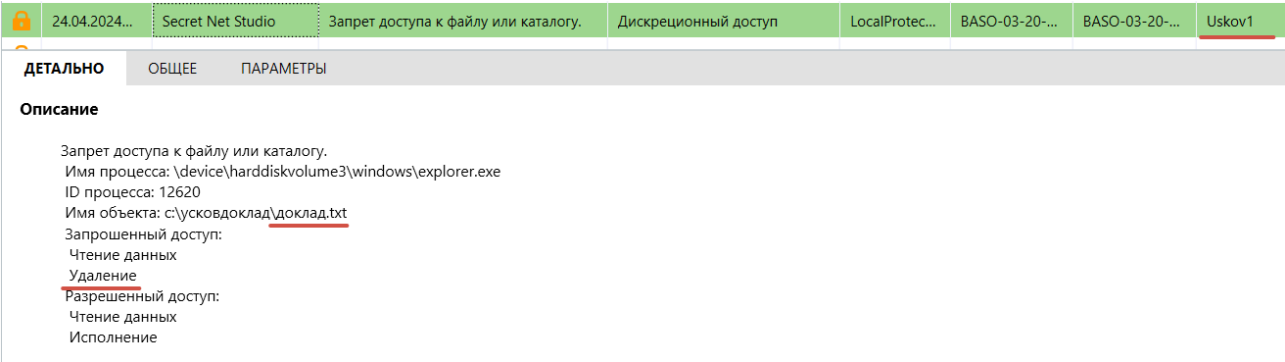 24.04.2024... Secret Net Studio Запрет доступа к файлу или каталогу. Дискреционный доступ LocalProtec... BASO-03-20-... BASO-03-20-... Uskov1
ДЕТАЛЬНО ОБЩЕЕ ПАРАМЕТРЫ
Описание
Запрет доступа к файлу или каталогу.
Имя процесса: \device\harddiskvolume3\windows\explorer.exe
ID процесса: 12620
Имя объекта: c:\усковдоклад\доклад.txt
Запрошенный доступ:
Чтение данных
Удаление
Разрешенный доступ:
Чтение данных
Исполнение